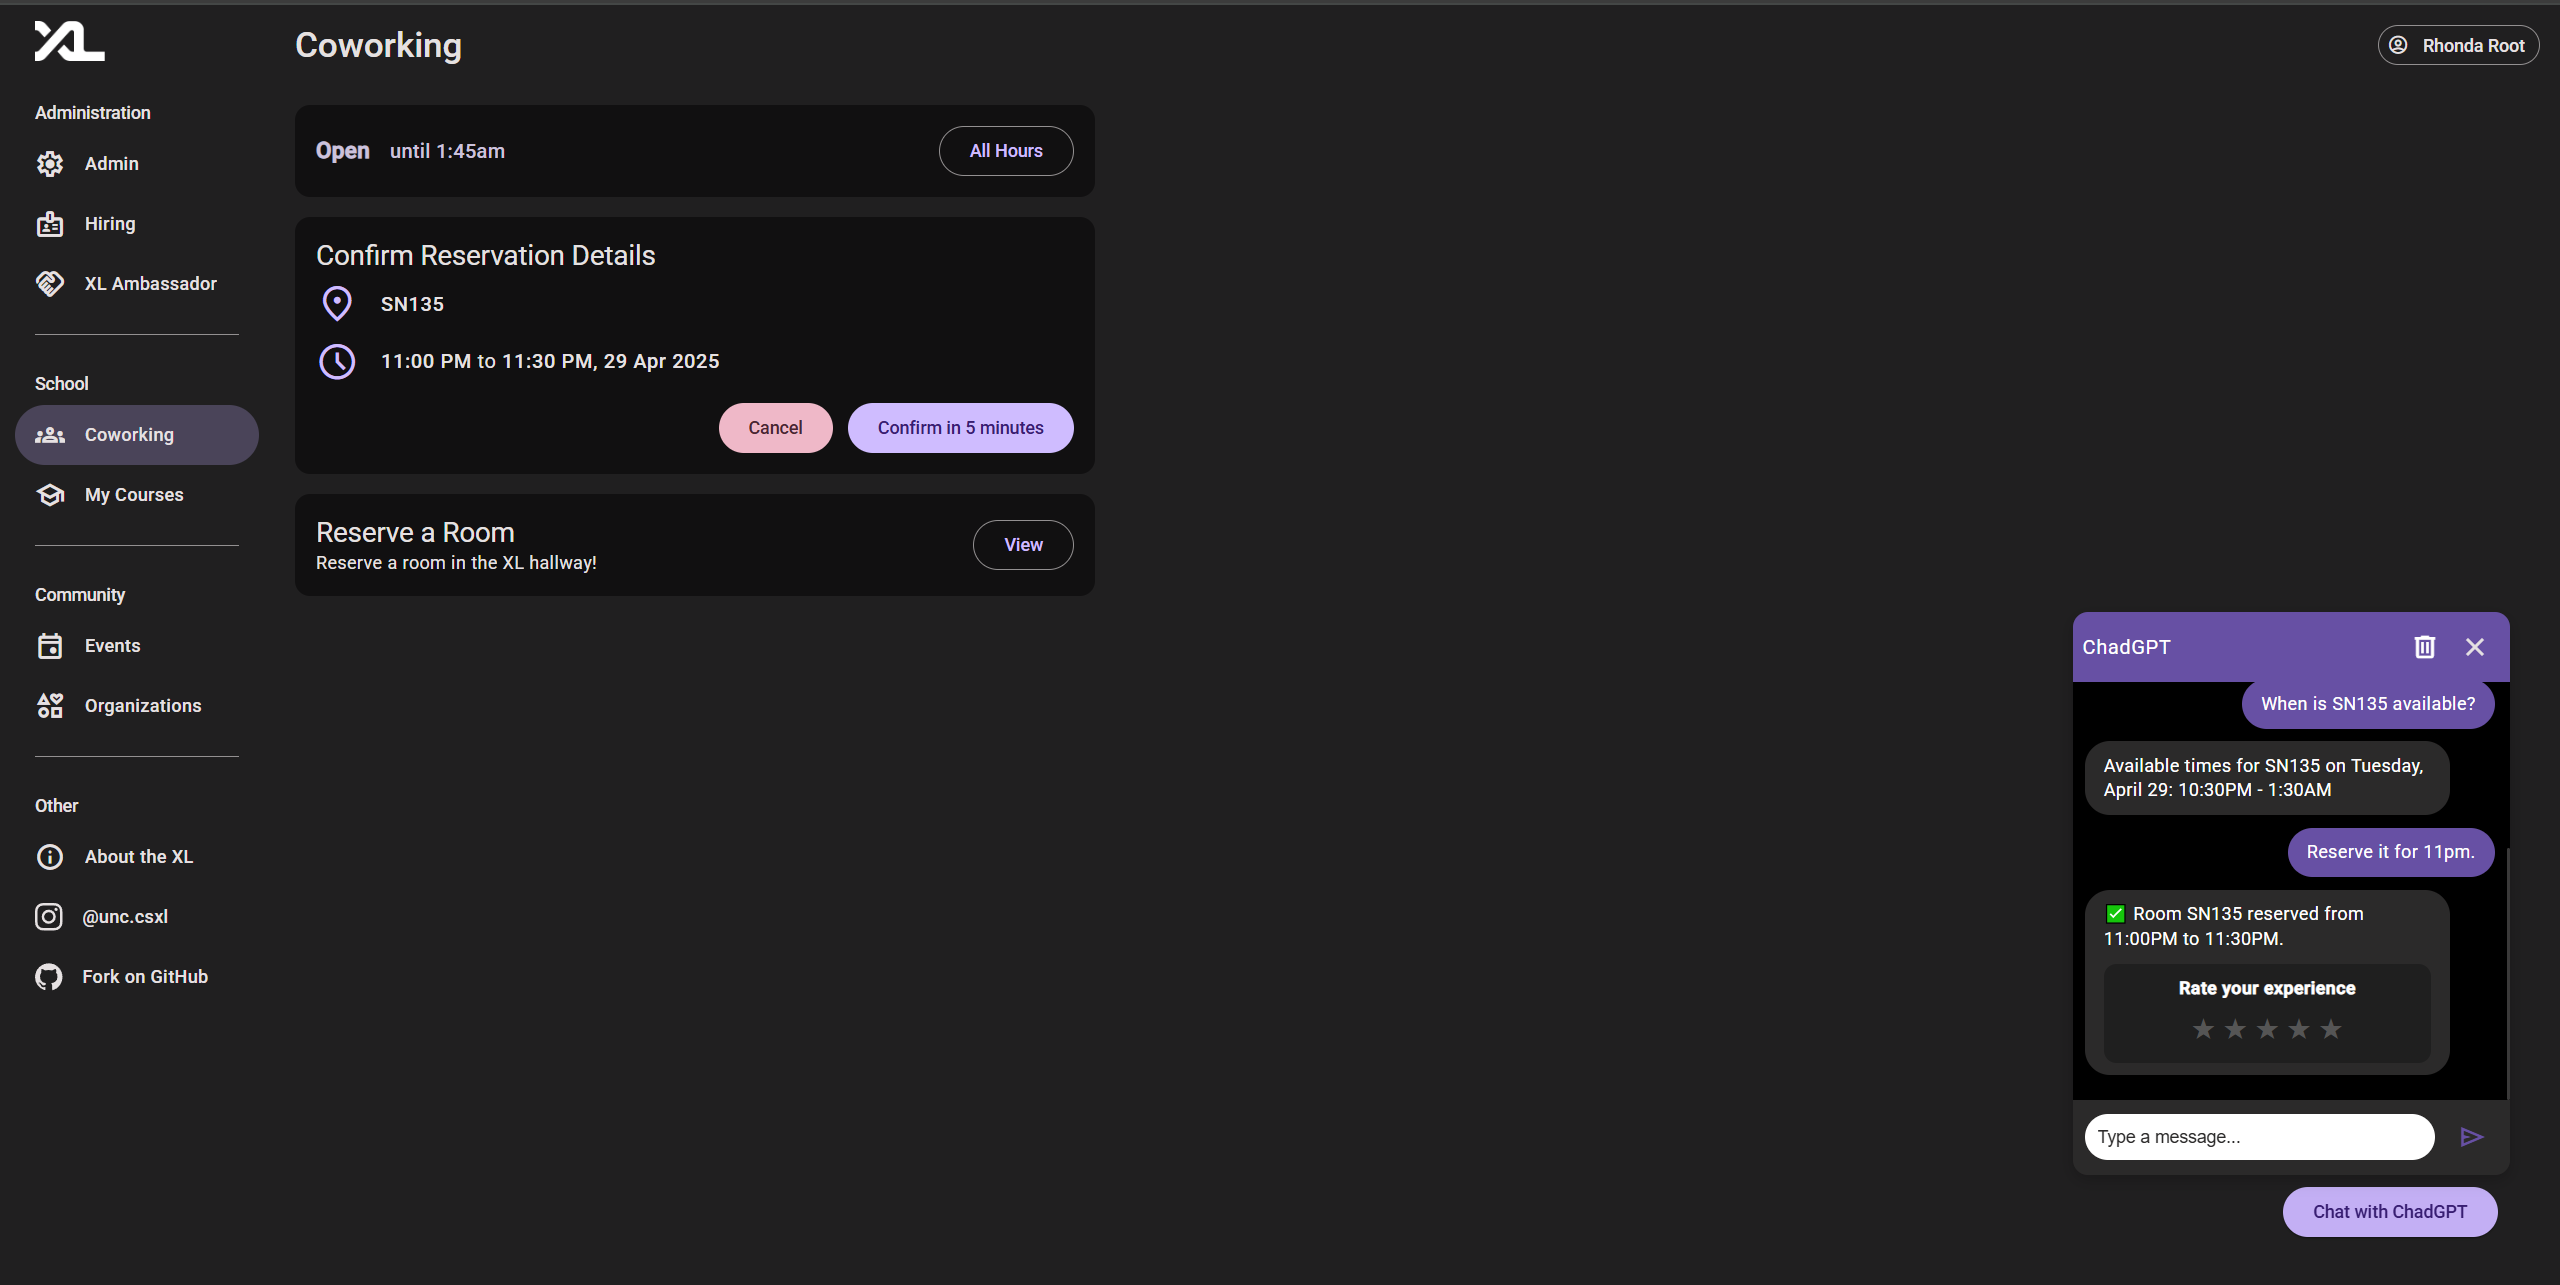 XL
Coworking
Rhonda Root
Administration
Admin
Hiring
XL Ambassador
School
Coworking
My Courses
Community
Events
Organizations
Other
About the XL
@unc.csxl
Fork on GitHub
Open until 1:45am
All Hours
Confirm Reservation Details
SN135
11:00 PM to 11:30 PM, 29 Apr 2025
Cancel
Confirm in 5 minutes
Reserve a Room
Reserve a room in the XL hallway!
View
ChadGPT
When is SN135 available?
Available times for SN135 on Tuesday,
April 29: 10:30PM - 1:30AM
Reserve it for 11pm.
✅ Room SN135 reserved from
11:00PM to 11:30PM.
Rate your experience
★ ★ ★ ★ ★
Type a message...
Chat with ChadGPT